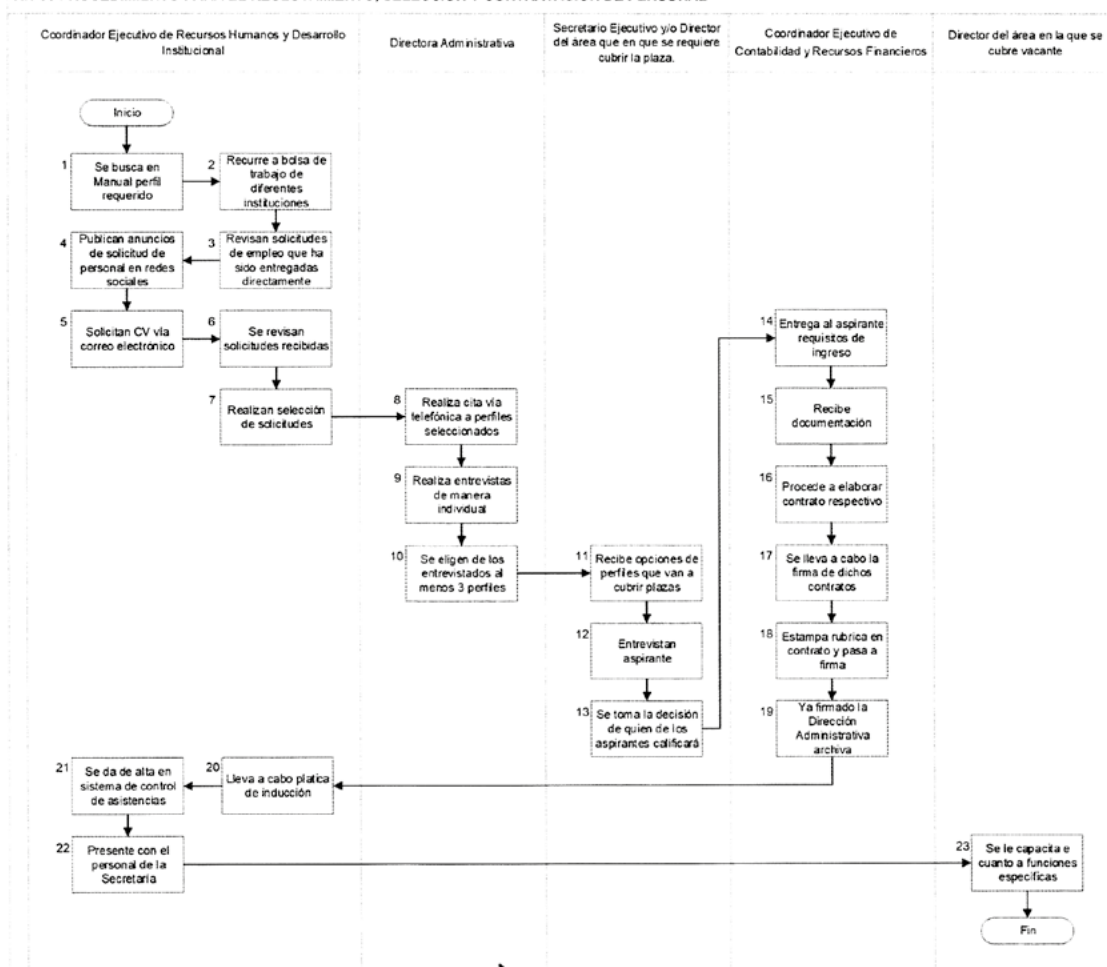 SELECCIÓN Y CONTRATACIÓN DE PERSONAL
Coordinador Ejecutivo de Recursos Humanos y Desarrollo
Institucional
Directora Administrativa
Secretario Ejecutivo y/o Director
del área que en que se requiere
cubrir la plaza.
Coordinador Ejecutivo de
Contabilidad y Recursos Financieros
Director del área en la que se
cubre vacante
Inicio
1
Se busca en
Manual perfil
requerido
2
Recurre a bolsa de
trabajo de
diferentes
instituciones
3
Revisan solicitudes
de empleo que ha
sido entregadas
directamente
4
Publican anuncios
de solicitud de
personal en redes
sociales
5
Solicitan CV vía
correo electrónico
6
Se revisan
solicitudes recibidas
7
Realizan selección
de solicitudes
8
Realiza cita vía
telefónica a perfiles
seleccionados
9
Realiza entrevistas
de manera
individual
10
Se eligen de los
entrevistados al
menos 3 perfiles
11
Recibe opciones de
perfiles que van a
cubrir plazas
12
Entrevistan
aspirante
13
Se toma la decisión
de quien de los
aspirantes calificará
14
Entrega al aspirante
requistos de
ingreso
15
Recibe
documentación
16
Procede a elaborar
contrato respectivo
17
Se lleva a cabo la
firma de dichos
contratos
18
Estampa rubrica en
contrato y pasa a
firma
19
Ya firmado la
Dirección
Administrativa
archiva
20
Lleva a cabo platica
de inducción
21
Se da de alta en
sistema de control
de asistencias
22
Presente con el
personal de la
Secretaría
23
Se le capacita e
cuanto a funciones
específicas
Fin